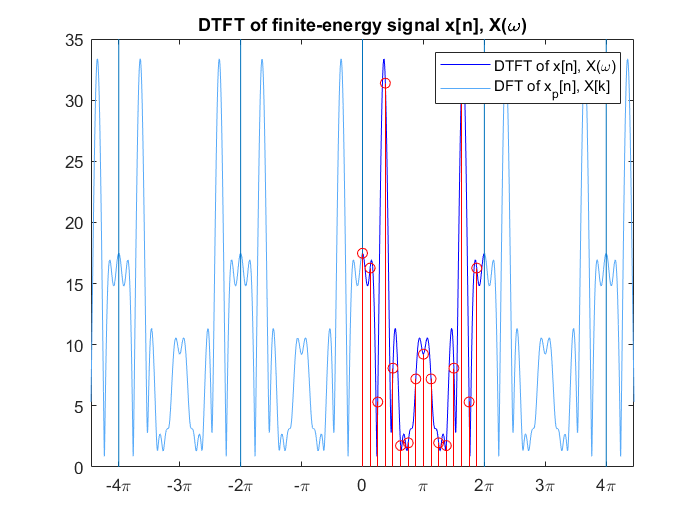 DTFT of finite-energy signal x[n], X(ω)
35
30
25
20
15
10
5
0
DTFT of x[n], X(ω)
DFT of x_p[n], X[k]
-4π -3π -2π -π 0 π 2π 3π 4π